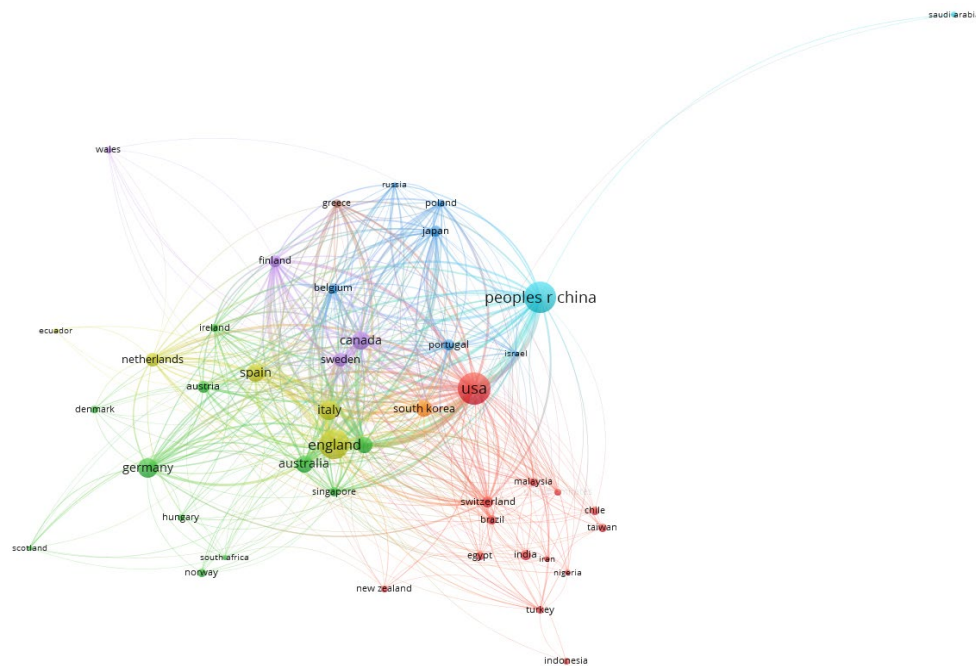 saudi arabi
wales
russia
greece
poland
japan
finland
belgium
peoples r china
ireland
ecuador
canada
portugal
israel
netherlands
sweden
spain
austria
usa
denmark
italy
south korea
england
germany
australia
malaysia
singapore
switzerland
chile
hungary
brazil
taiwan
scotland
south africa
egypt
india
iran
norway
nigeria
new zealand
turkey
indonesia